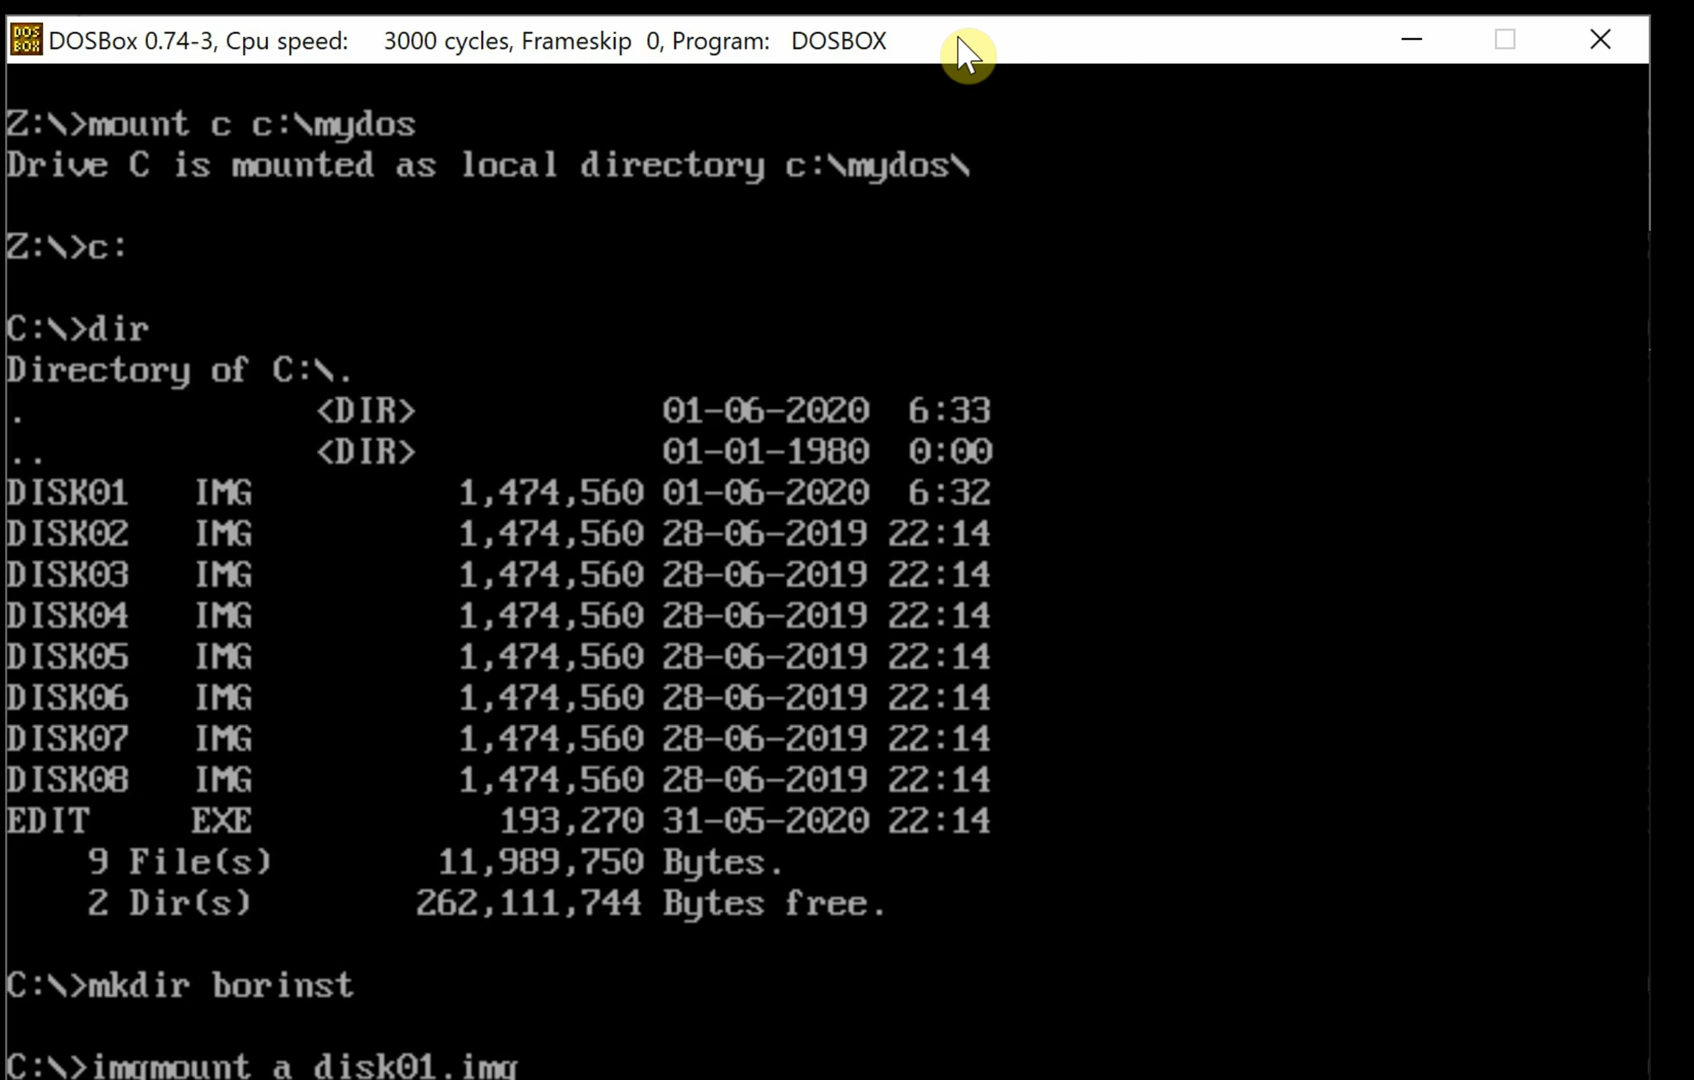 DOS BOX DOSBox 0.74-3, Cpu speed: 3000 cycles, Frameskip 0, Program: DOSBOX
Z:\>mount c c:\mydos
Drive C is mounted as local directory c:\mydos\
Z:\>c:
C:\>dir
Directory of C:\.
. <DIR> 01-06-2020 6:33
.. <DIR> 01-01-1980 0:00
DISK01 IMG 1,474,560 01-06-2020 6:32
DISK02 IMG 1,474,560 28-06-2019 22:14
DISK03 IMG 1,474,560 28-06-2019 22:14
DISK04 IMG 1,474,560 28-06-2019 22:14
DISK05 IMG 1,474,560 28-06-2019 22:14
DISK06 IMG 1,474,560 28-06-2019 22:14
DISK07 IMG 1,474,560 28-06-2019 22:14
DISK08 IMG 1,474,560 28-06-2019 22:14
EDIT EXE 193,270 31-05-2020 22:14
9 File(s) 11,989,750 Bytes.
2 Dir(s) 262,111,744 Bytes free.
C:\>mkdir borinst
C:\>imgmount a disk01.img